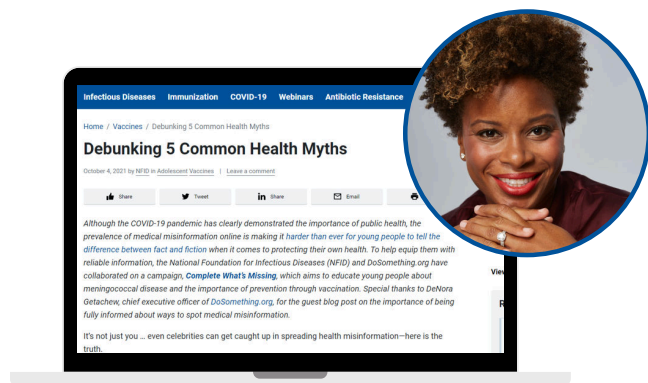 Infectious Diseases Immunization COVID-19 Webinars Antibiotic Resistance
Home / Vaccines / Debunking 5 Common Health Myths
Debunking 5 Common Health Myths
October 4, 2021 by NFID in Adolescent Vaccines | Leave a comment
Share Tweet Share Email
Although the COVID-19 pandemic has clearly demonstrated the importance of public health, the
prevalence of medical misinformation online is making it harder than ever for young people to tell the
difference between fact and fiction when it comes to protecting their own health. To help equip them with
reliable information, the National Foundation for Infectious Diseases (NFID) and DoSomething.org have
collaborated on a campaign, Complete What's Missing, which aims to educate young people about
meningococcal disease and the importance of prevention through vaccination. Special thanks to DeNora
Getachew, chief executive officer of DoSomething.org, for the guest blog post on the importance of being
fully informed about ways to spot medical misinformation.
It's not just you … even celebrities can get caught up in spreading health misinformation—here is the
truth.